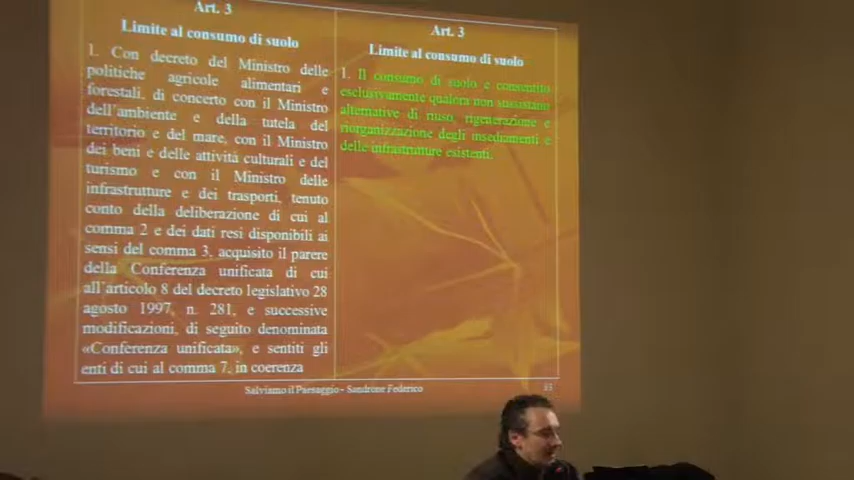 Art. 3
Limite al consumo di suolo
1. Con decreto del Ministro delle
politiche agricole alimentari e
forestali, di concerto con il Ministro
dell'ambiente e della tutela del
territorio e del mare, con il Ministro
dei beni e delle attività culturali e del
turismo e con il Ministro delle
infrastrutture e dei trasporti, tenuto
conto della deliberazione di cui al
comma 2 e dei dati resi disponibili ai
sensi del comma 3, acquisito il parere
della Conferenza unificata di cui
all'articolo 8 del decreto legislativo 28
agosto 1997, n. 281, e successive
modificazioni, di seguito denominata
«Conferenza unificata», e sentiti gli
enti di cui al comma 7, in coerenza
Art. 3
Limite al consumo di suolo
1. Il consumo di suolo è consentito
esclusivamente qualora non sussistano
alternative di riuso, rigenerazione e
riorganizzazione degli insediamenti e
delle infrastrutture esistenti.
Salviamo il Paesaggio - Sandrone Federico